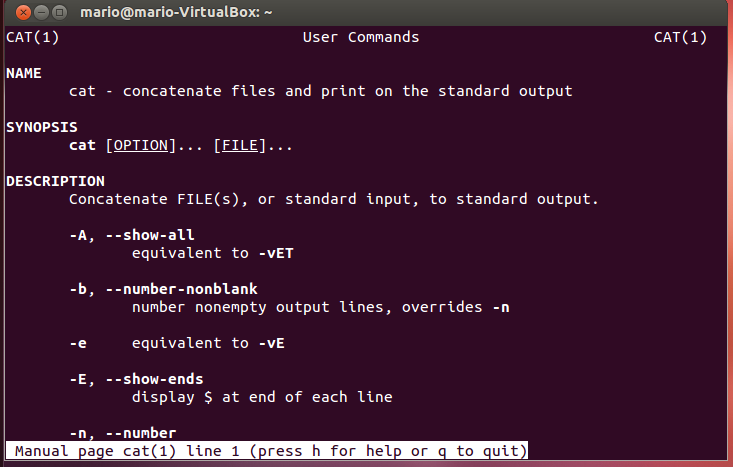 mario@mario-VirtualBox: ~
CAT(1) User Commands CAT(1)
NAME
cat - concatenate files and print on the standard output
SYNOPSIS
cat [OPTION]... [FILE]...
DESCRIPTION
Concatenate FILE(s), or standard input, to standard output.
-A, --show-all
equivalent to -vET
-b, --number-nonblank
number nonempty output lines, overrides -n
-e equivalent to -vE
-E, --show-ends
display $ at end of each line
-n, --number
Manual page cat(1) line 1 (press h for help or q to quit)